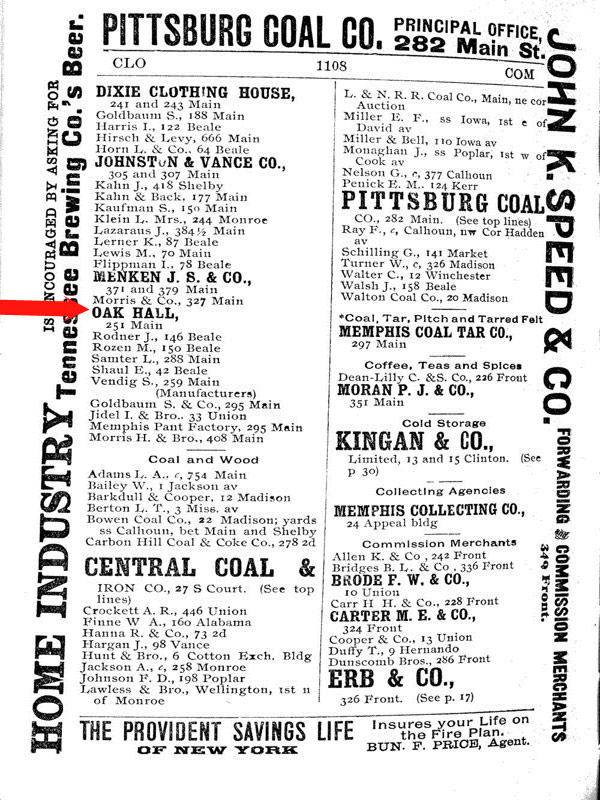 PITTSBURG COAL CO. PRINCIPAL OFFICE, 282 Main St.
CLO 1108 COM
DIXIE CLOTHING HOUSE,
241 and 243 Main
Goldbaum S., 188 Main
Harris I., 122 Beale
Hirsch & Levy, 666 Main
Horn L. & Co., 64 Beale
JOHNSTON & VANCE CO.,
305 and 307 Main
Kahn J., 418 Shelby
Kahn & Back, 177 Main
Kaufman S., 150 Main
Klein L. Mrs., 244 Monroe
Lazaraus J., 384½ Main
Lerner K., 87 Beale
Lewis M., 70 Main
Flippman I., 78 Beale
MENKEN J. S. & CO.,
371 and 379 Main
Morris & Co., 327 Main
OAK HALL,
251 Main
Rodner J., 146 Beale
Rozen M., 150 Beale
Samter L., 288 Main
Shaul E., 42 Beale
Vendig S., 259 Main
(Manufacturers)
Goldbaum S. & Co., 295 Main
Jidel I. & Bro., 33 Union
Memphis Pant Factory, 295 Main
Morris H. & Bro., 408 Main
Coal and Wood
Adams L. A., c, 754 Main
Bailey W., 1 Jackson av
Barkdull & Cooper, 12 Madison
Berton L. T., 3 Miss. av
Bowen Coal Co., 22 Madison; yards
ss Calhoun, bet Main and Shelby
Carbon Hill Coal & Coke Co., 278 2d
CENTRAL COAL &
IRON CO., 27 S Court. (See top
lines)
Crockett A. R., 446 Union
Finne W A., 160 Alabama
Hanna R. & Co., 73 2d
Hargan J., 98 Vance
Hunt & Bro., 6 Cotton Exch. Bldg
Jackson A., c, 258 Monroe
Johnson F. D., 198 Poplar
Lawless & Bro., Wellington, 1st n
of Monroe
L. & N. R. R. Coal Co., Main, ne cor
Auction
Miller E. F., ss Iowa, 1st e of
David av
Miller & Bell, 110 Iowa av
Monaghan J., ss Poplar, 1st w of
Cook av
Nelson G., c, 377 Calhoun
Penick E. M., 124 Kerr
PITTSBURG COAL
CO., 282 Main. (See top lines)
Ray F., c, Calhoun, nw Cor Hadden
av
Schilling G., 141 Market
Turner W., c, 326 Madison
Walter C., 12 Winchester
Walsh J., 158 Beale
Walton Coal Co., 20 Madison
*Coal, Tar, Pitch and Tarred Felt
MEMPHIS COAL TAR CO.,
297 Main
Coffee, Teas and Spices
Dean-Lilly C. &S. Co., 226 Front
MORAN P. J. & CO.,
351 Main
Cold Storage
KINGAN & CO.,
Limited, 13 and 15 Clinton. (See
p 30)
Collecting Agencies
MEMPHIS COLLECTING CO.,
24 Appeal bldg
Commission Merchants
Allen K. & Co , 242 Front
Bridges B. L. & Co , 336 Front
BRODE F. W. & CO.,
10 Union
Carr H H. & Co., 228 Front
CARTER M. E. & CO.,
324 Front
Cooper & Co., 13 Union
Duffy T., 9 Hernando
Dunscomb Bros., 286 Front
ERB & CO.,
326 Front. (See p. 17)
HOME INDUSTRY IS ENCOURAGED BY ASKING FOR
Tennessee Brewing Co.'s Beer.
JOHN K. SPEED & CO. FORWARDING AND COMMISSION MERCHANTS
349 Front.
THE PROVIDENT SAVINGS LIFE
OF NEW YORK
Insures your Life on
the Fire Plan.
BUN. F. PRICE, Agent.